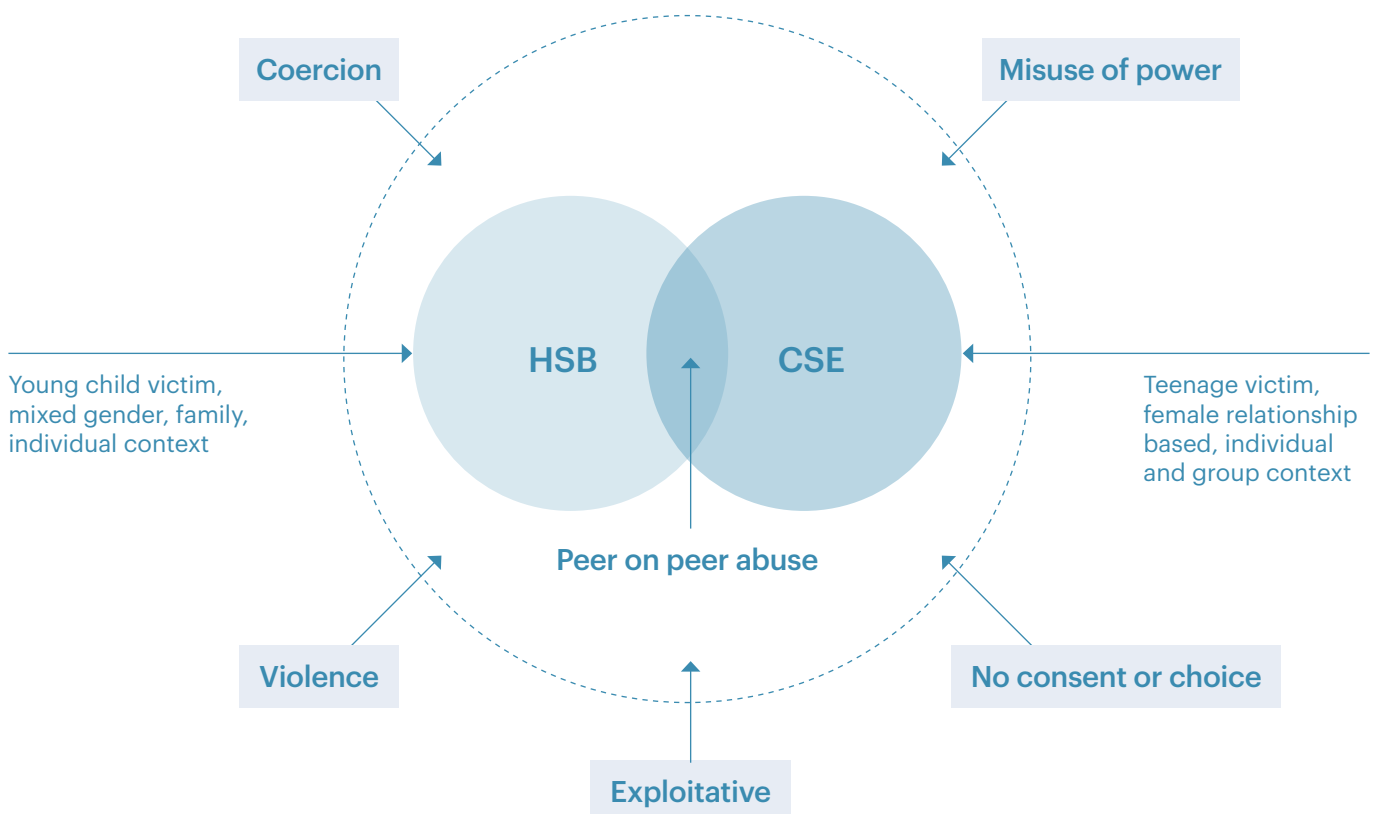 Coercion
Misuse of power
HSB
CSE
Young child victim,
mixed gender, family,
individual context
Teenage victim,
female relationship
based, individual
and group context
Peer on peer abuse
Violence
No consent or choice
Exploitative